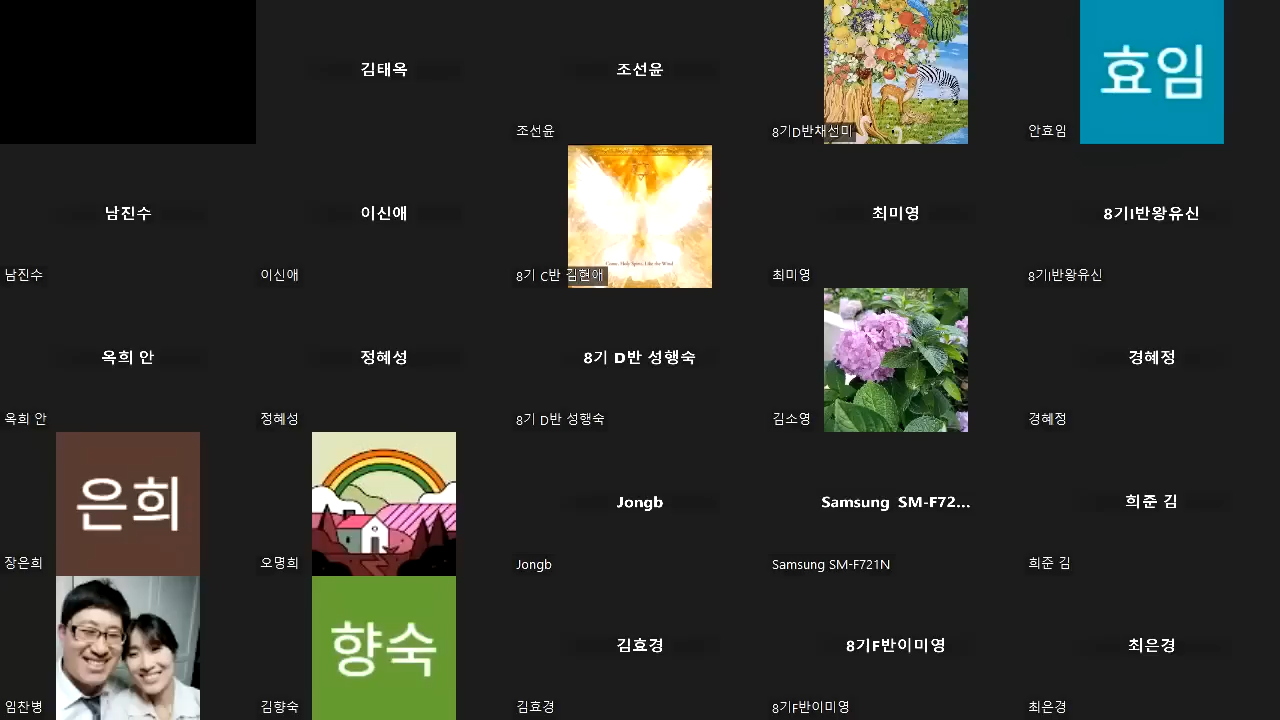 김태옥
조선윤
조선윤
8기D반채선미
효임
안효임
남진수
남진수
이신애
이신애
Come, Holy Spirit, Like the Wind
8기 C반 김현애
최미영
최미영
8기I반왕유신
8기I반왕유신
옥희 안
옥희 안
정혜성
정혜성
8기 D반 성행숙
8기 D반 성행숙
김소영
경혜정
경혜정
은희
장은희
오명희
Jongb
Jongb
Samsung SM-F72...
Samsung SM-F721N
희준 김
희준 김
임찬병
향숙
김향숙
김효경
김효경
8기F반이미영
8기F반이미영
최은경
최은경